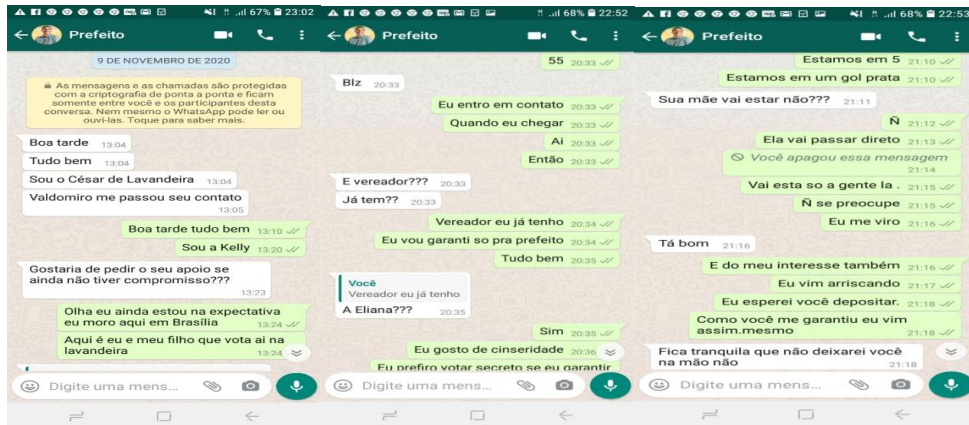 67% 23:02
Prefeito
9 DE NOVEMBRO DE 2020
As mensagens e as chamadas são protegidas
com a criptografia de ponta a ponta e ficam
somente entre você e os participantes desta
conversa. Nem mesmo o WhatsApp pode ler ou
ouvi-las. Toque para saber mais.
Boa tarde 13:04
Tudo bem 13:04
Sou o César de Lavandeira 13:04
Valdomiro me passou seu contato
13:05
Boa tarde tudo bem 13:10
Sou a Kelly 13:20
Gostaria de pedir o seu apoio se
ainda não tiver compromisso???
13:23
Olha eu ainda estou na expectativa
eu moro aqui em Brasília 13:24
Aqui é eu e meu filho que vota ai na
lavandeira 13:24
Digite uma mens...
68% 22:52
Prefeito
55 20:33
Blz 20:33
Eu entro em contato 20:33
Quando eu chegar 20:33
Ai 20:33
Então 20:33
E vereador??? 20:33
Já tem?? 20:33
Vereador eu já tenho 20:34
Eu vou garanti so pra prefeito 20:34
Tudo bem 20:35
Você
Vereador eu já tenho
A Eliana??? 20:35
Sim 20:35
Eu gosto de cinseridade 20:36
Eu prefiro votar secreto se eu garantir
Digite uma mens...
68% 22:53
Prefeito
Estamos em 5 21:10
Estamos em um gol prata 21:10
Sua mãe vai estar não??? 21:11
Ñ 21:12
Ela vai passar direto 21:13
Você apagou essa mensagem
21:14
Vai esta so a gente la . 21:15
Ñ se preocupe 21:15
Eu me viro 21:16
Tá bom 21:16
E do meu interesse também 21:16
Eu vim arriscando 21:17
Eu esperei você depositar. 21:18
Como você me garantiu eu vim
assim.mesmo 21:18
Fica tranquila que não deixarei você
na mão não 21:18
Digite uma mens...